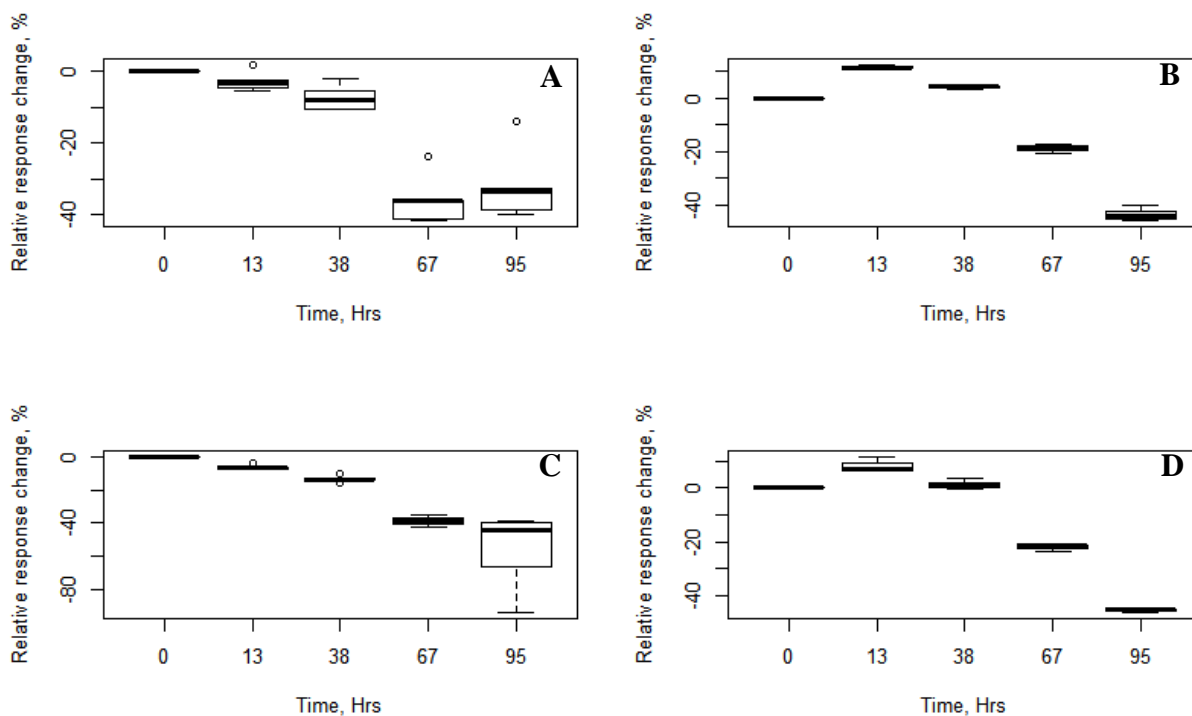 Relative response change, %
0
-20
-40
A
0 13 38 67 95
Time, Hrs
Relative response change, %
0
-20
-40
B
0 13 38 67 95
Time, Hrs
Relative response change, %
0
-40
-80
C
0 13 38 67 95
Time, Hrs
Relative response change, %
0
-20
-40
D
0 13 38 67 95
Time, Hrs